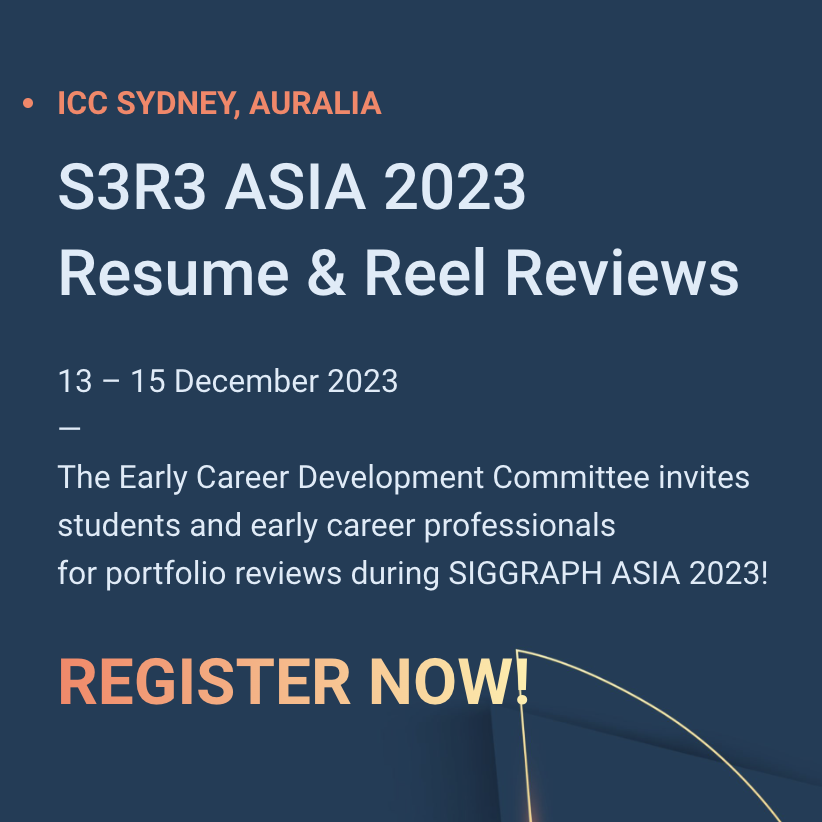 • ICC SYDNEY, AURALIA
S3R3 ASIA 2023
Resume & Reel Reviews
13 – 15 December 2023
—
The Early Career Development Committee invites
students and early career professionals
for portfolio reviews during SIGGRAPH ASIA 2023!
REGISTER NOW!